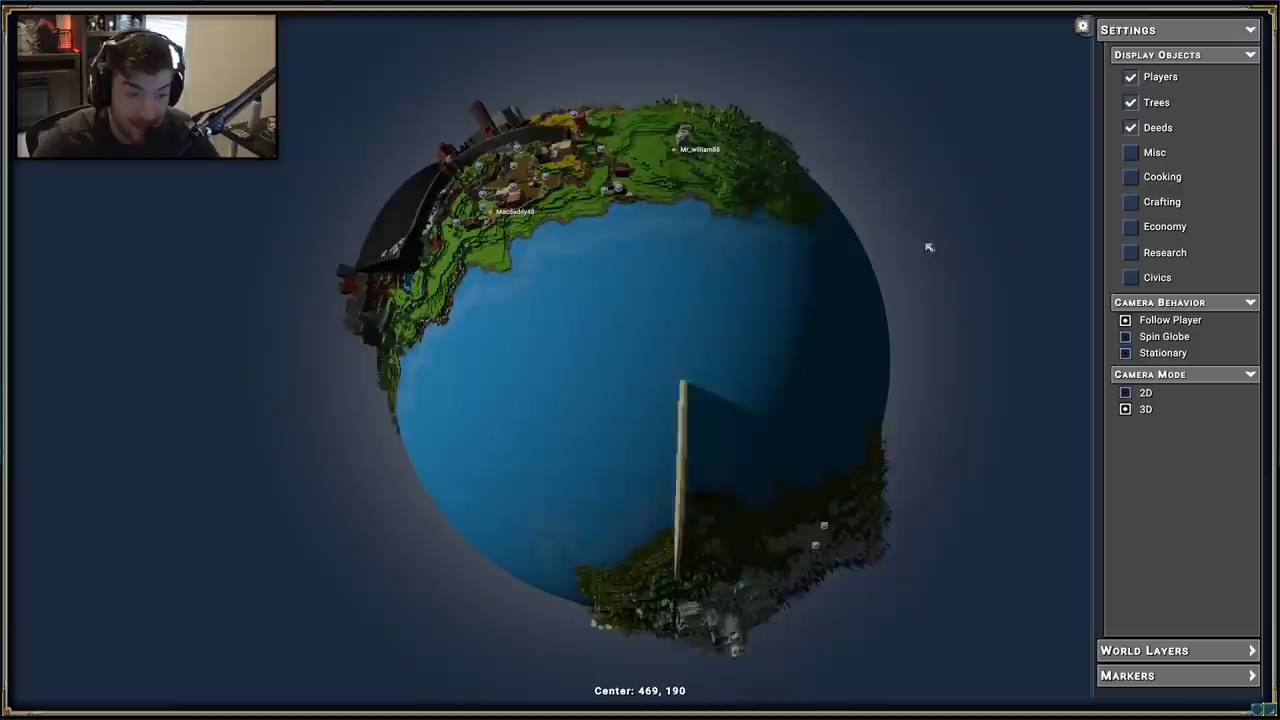 SETTINGS
DISPLAY OBJECTS
Players
Trees
Deeds
Misc
Cooking
Crafting
Economy
Research
Civics
CAMERA BEHAVIOR
Follow Player
Spin Globe
Stationary
CAMERA MODE
2D
3D
WORLD LAYERS
MARKERS
Mr_william88
Macdaddy48
Center: 469, 190